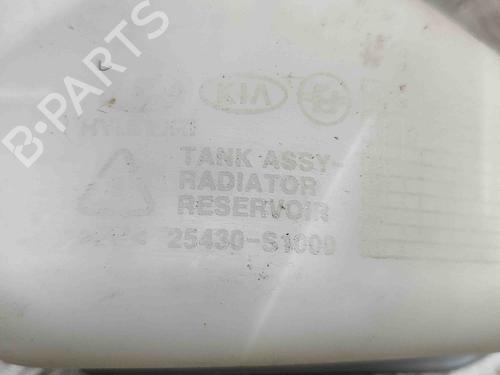 B-PARTS
KIA
HYUNDAI
TANK ASSY-
RADIATOR
RESERVOIR
25430-S1000